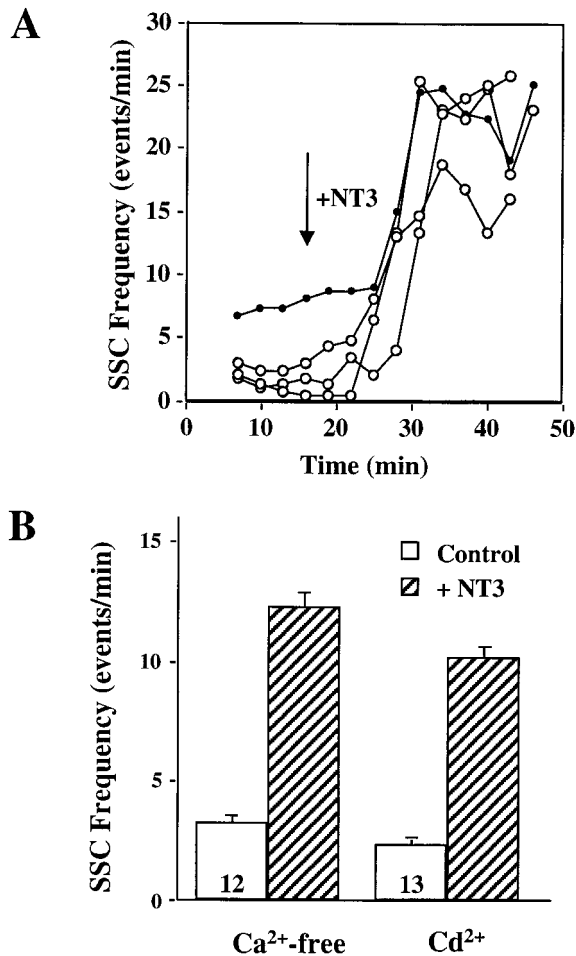 A
SSC Frequency (events/min)
30
25
20
15
10
5
0
+NT3
0 10 20 30 40 50
Time (min)
B
SSC Frequency (events/min)
15
10
5
0
Control
+ NT3
12
13
Ca²⁺-free
Cd²⁺